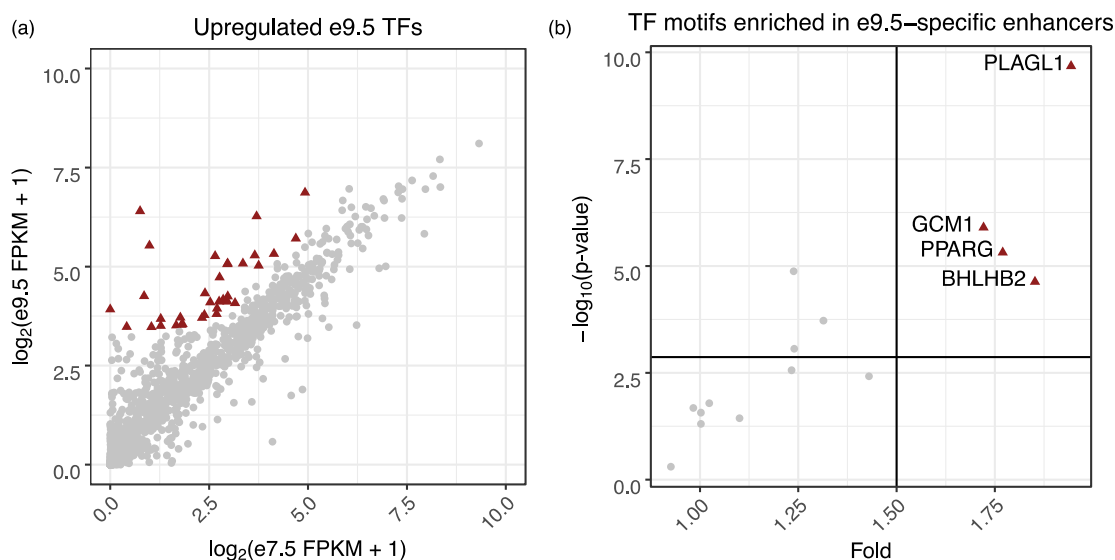 (a)
Upregulated e9.5 TFs
10.0
7.5
5.0
2.5
0.0
log2(e9.5 FPKM + 1)
0.0
2.5
5.0
7.5
10.0
log2(e7.5 FPKM + 1)
(b)
TF motifs enriched in e9.5−specific enhancers
10.0
7.5
5.0
2.5
0.0
−log10(p-value)
PLAGL1
GCM1
PPARG
BHLHB2
1.00
1.25
1.50
1.75
Fold